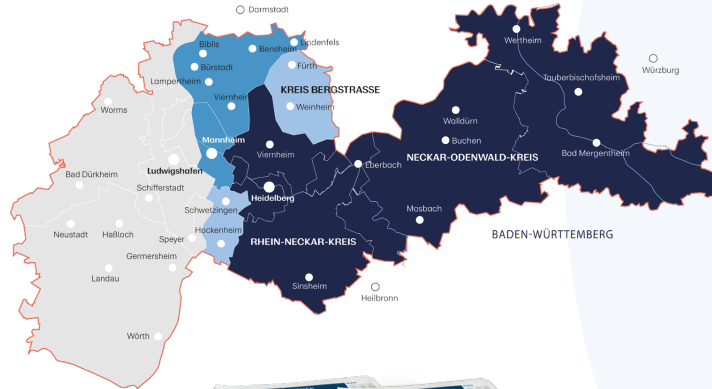 Darmstadt
Lindenfels
Biblis
Bensheim
Wertheim
Bürstadt
Fürth
Würzburg
Lampertheim
KREIS BERGSTRASSE
Tauberbischofsheim
Worms
Viernheim
Weinheim
Walldürn
Mannheim
Buchen
Bad Mergentheim
Viernheim
NECKAR-ODENWALD-KREIS
Eberbach
Ludwigshafen
Bad Dürkheim
Schifferstadt
Heidelberg
Schwetzingen
Mosbach
Neustadt
Haßloch
BADEN-WÜRTTEMBERG
Speyer
Hockenheim
RHEIN-NECKAR-KREIS
Germersheim
Landau
Sinsheim
Heilbronn
Wörth